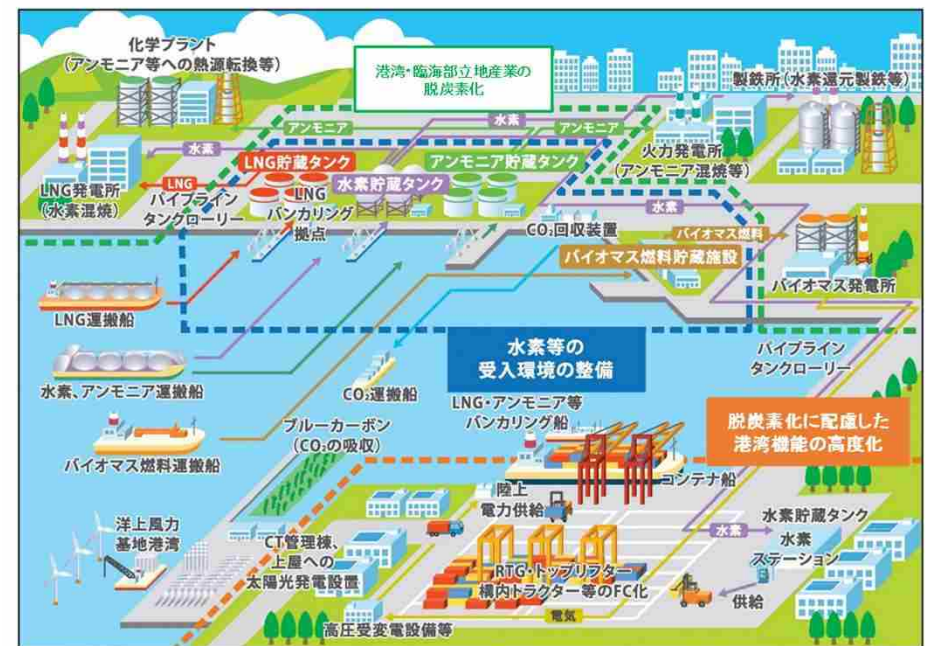 化学プラント
(アンモニア等への熱源転換等)
港湾・臨海部立地産業の
脱炭素化
製鉄所(水素還元製鉄等)
アンモニア
水素
アンモニア
水素
LNG貯蔵タンク
アンモニア貯蔵タンク
火力発電所
(アンモニア混焼等)
LNG
水素貯蔵タンク
LNG発電所
(水素混焼)
パイプライン
タンクローリー
LNG
バンカリング
拠点
水素
CO₂回収装置
バイオマス燃料
バイオマス燃料貯蔵施設
バイオマス発電所
LNG運搬船
水素等の
受入環境の整備
パイプライン
タンクローリー
水素、アンモニア運搬船
CO₂運搬船
LNG・アンモニア等
バンカリング船
脱炭素化に配慮した
港湾機能の高度化
ブルーカーボン
(CO₂の吸収)
バイオマス燃料運搬船
コンテナ船
陸上
電力供給
洋上風力
基地港湾
CT管理棟、
上屋への
太陽光発電設置
水素
水素貯蔵タンク
水素
ステーション
RTG・トップリフター
構内トラクター等のFC化
供給
電気
高圧受変電設備等